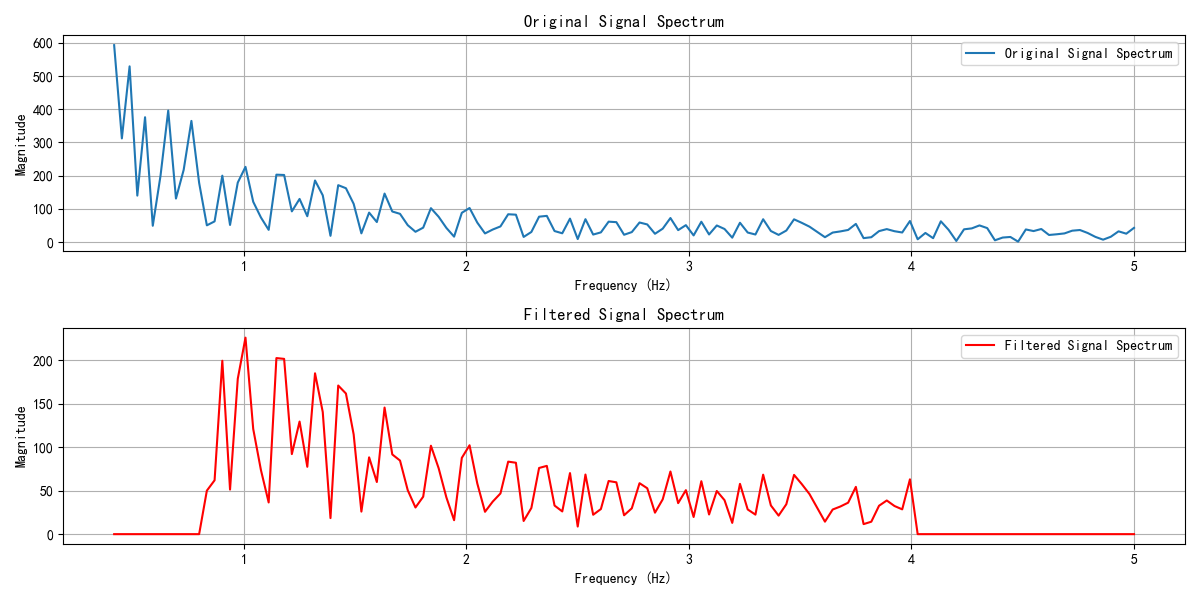 Original Signal Spectrum
600
500
400
300
200
100
0
Magnitude
Original Signal Spectrum
1
2
3
4
5
Frequency (Hz)
Filtered Signal Spectrum
200
150
100
50
0
Magnitude
Filtered Signal Spectrum
1
2
3
4
5
Frequency (Hz)